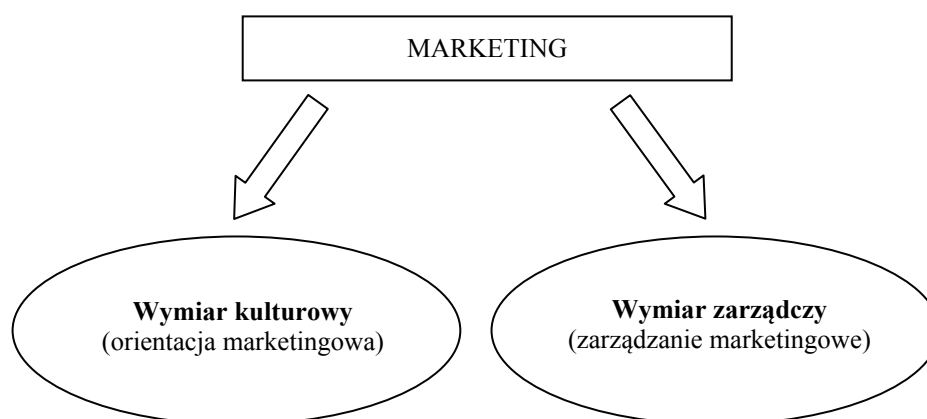 MARKETING
Wymiar kulturowy
(orientacja marketingowa)
Wymiar zarządczy
(zarządzanie marketingowe)